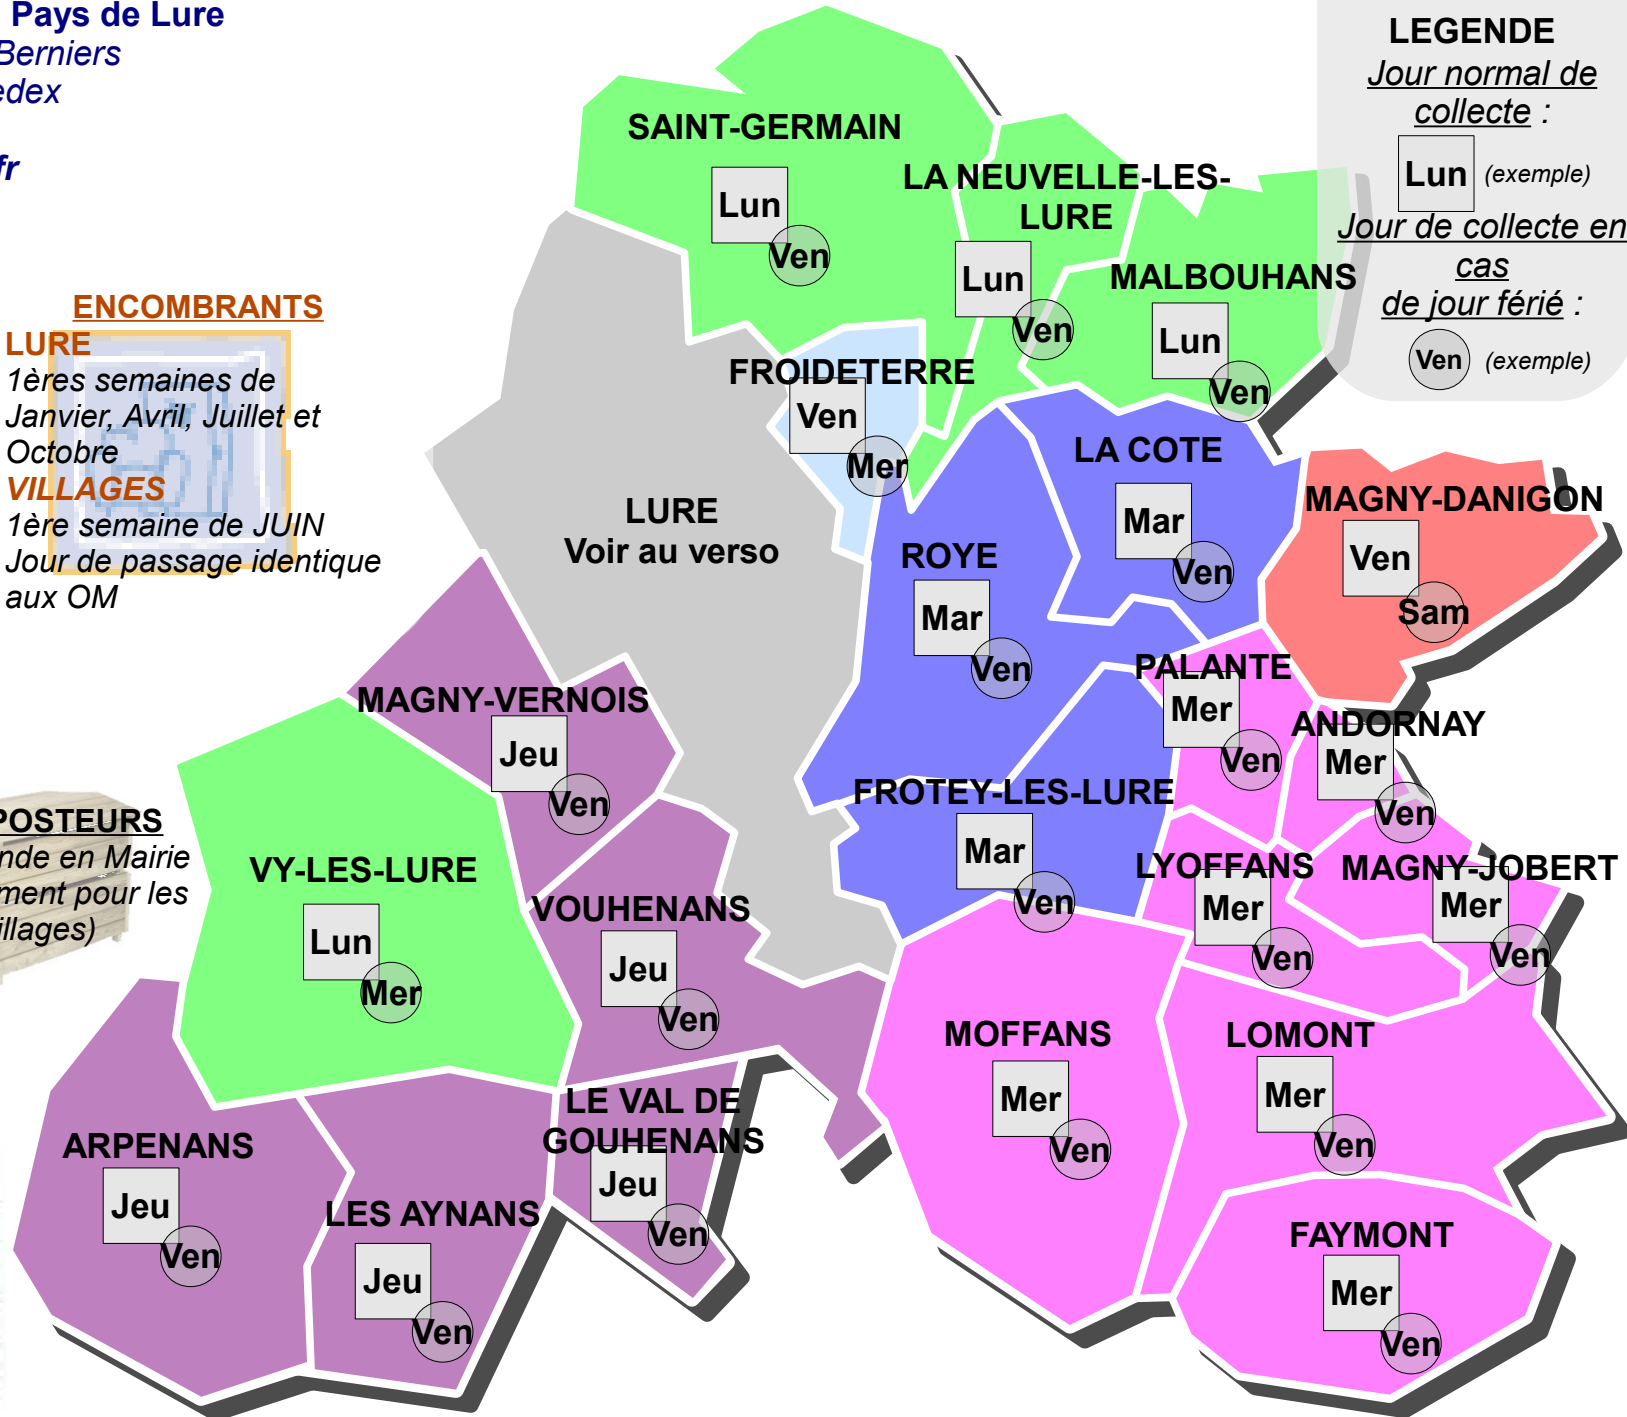 Pays de Lure
Berniers
edex
fr
LEGENDE
Jour normal de
collecte :
Lun (exemple)
Jour de collecte en
cas
de jour férié :
Ven (exemple)
ENCOMBRANTS
LURE
1ères semaines de
Janvier, Avril, Juillet et
Octobre
VILLAGES
1ère semaine de JUIN
Jour de passage identique
aux OM
POSTEURS
nde en Mairie
ment pour les
illages)
SAINT-GERMAIN
Lun
Ven
LA NEUVELLE-LES-
LURE
Lun
Ven
MALBOUHANS
Lun
Ven
FROIDETERRE
Ven
Mer
LURE
Voir au verso
LA COTE
Mar
Ven
MAGNY-DANIGON
Ven
Sam
ROYE
Mar
Ven
PALANTE
Mer
Ven
ANDORNAY
Mer
Ven
MAGNY-VERNOIS
Jeu
Ven
FROTEY-LES-LURE
Mar
Ven
LYOFFANS
Mer
Ven
MAGNY-JOBERT
Mer
Ven
VY-LES-LURE
Lun
Mer
VOUHENANS
Jeu
Ven
MOFFANS
Mer
Ven
LOMONT
Mer
Ven
LE VAL DE
GOUHENANS
Jeu
Ven
ARPENANS
Jeu
Ven
LES AYNANS
Jeu
Ven
FAYMONT
Mer
Ven